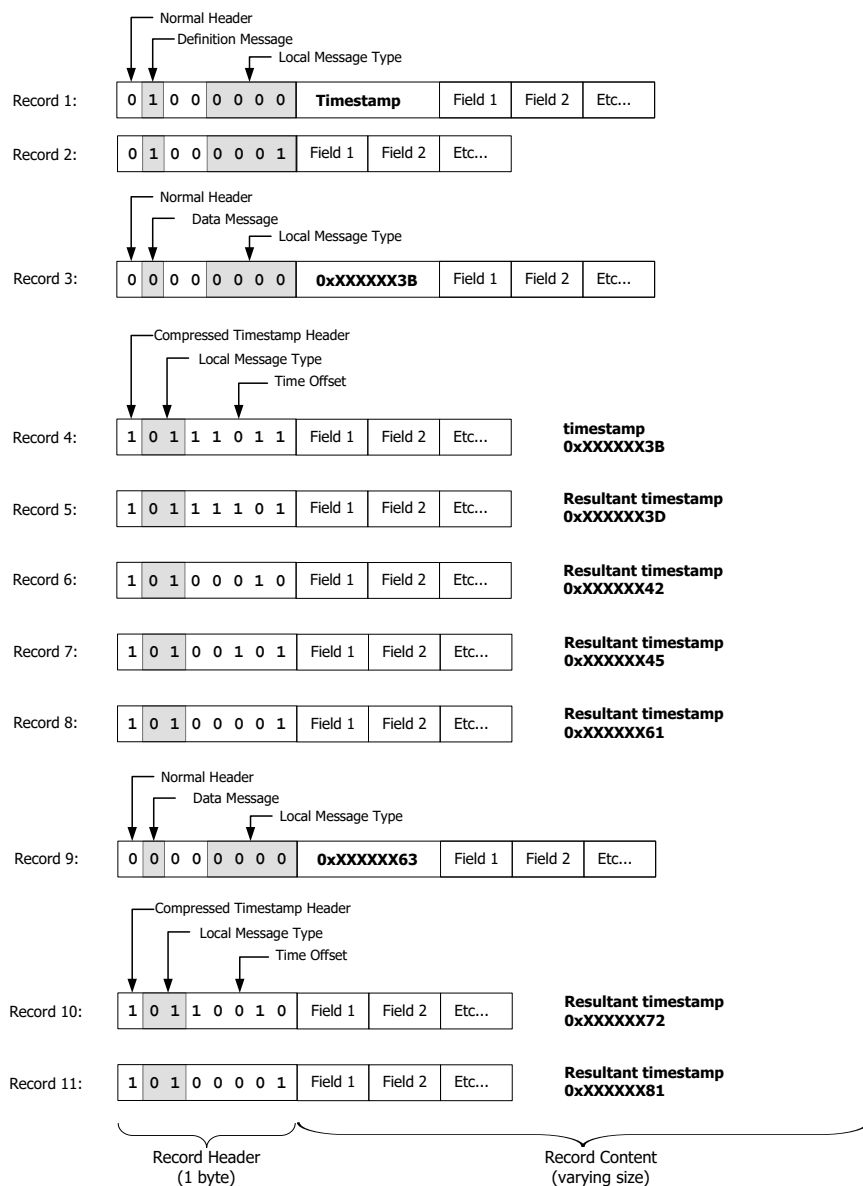 Normal Header
Definition Message
Local Message Type
Record 1: 0 1 0 0 0 0 0 0 Timestamp Field 1 Field 2 Etc...
Record 2: 0 1 0 0 0 0 0 1 Field 1 Field 2 Etc...
Normal Header
Data Message
Local Message Type
Record 3: 0 0 0 0 0 0 0 0 0xXXXXXX3B Field 1 Field 2 Etc...
Compressed Timestamp Header
Local Message Type
Time Offset
Record 4: 1 0 1 1 1 0 1 1 Field 1 Field 2 Etc... timestamp
0xXXXXXX3B
Record 5: 1 0 1 1 1 1 0 1 Field 1 Field 2 Etc... Resultant timestamp
0xXXXXXX3D
Record 6: 1 0 1 0 0 0 1 0 Field 1 Field 2 Etc... Resultant timestamp
0xXXXXXX42
Record 7: 1 0 1 0 0 1 0 1 Field 1 Field 2 Etc... Resultant timestamp
0xXXXXXX45
Record 8: 1 0 1 0 0 0 0 1 Field 1 Field 2 Etc... Resultant timestamp
0xXXXXXX61
Normal Header
Data Message
Local Message Type
Record 9: 0 0 0 0 0 0 0 0 0xXXXXXX63 Field 1 Field 2 Etc...
Compressed Timestamp Header
Local Message Type
Time Offset
Record 10: 1 0 1 1 0 0 1 0 Field 1 Field 2 Etc... Resultant timestamp
0xXXXXXX72
Record 11: 1 0 1 0 0 0 0 1 Field 1 Field 2 Etc... Resultant timestamp
0xXXXXXX81
Record Header Record Content
(1 byte) (varying size)